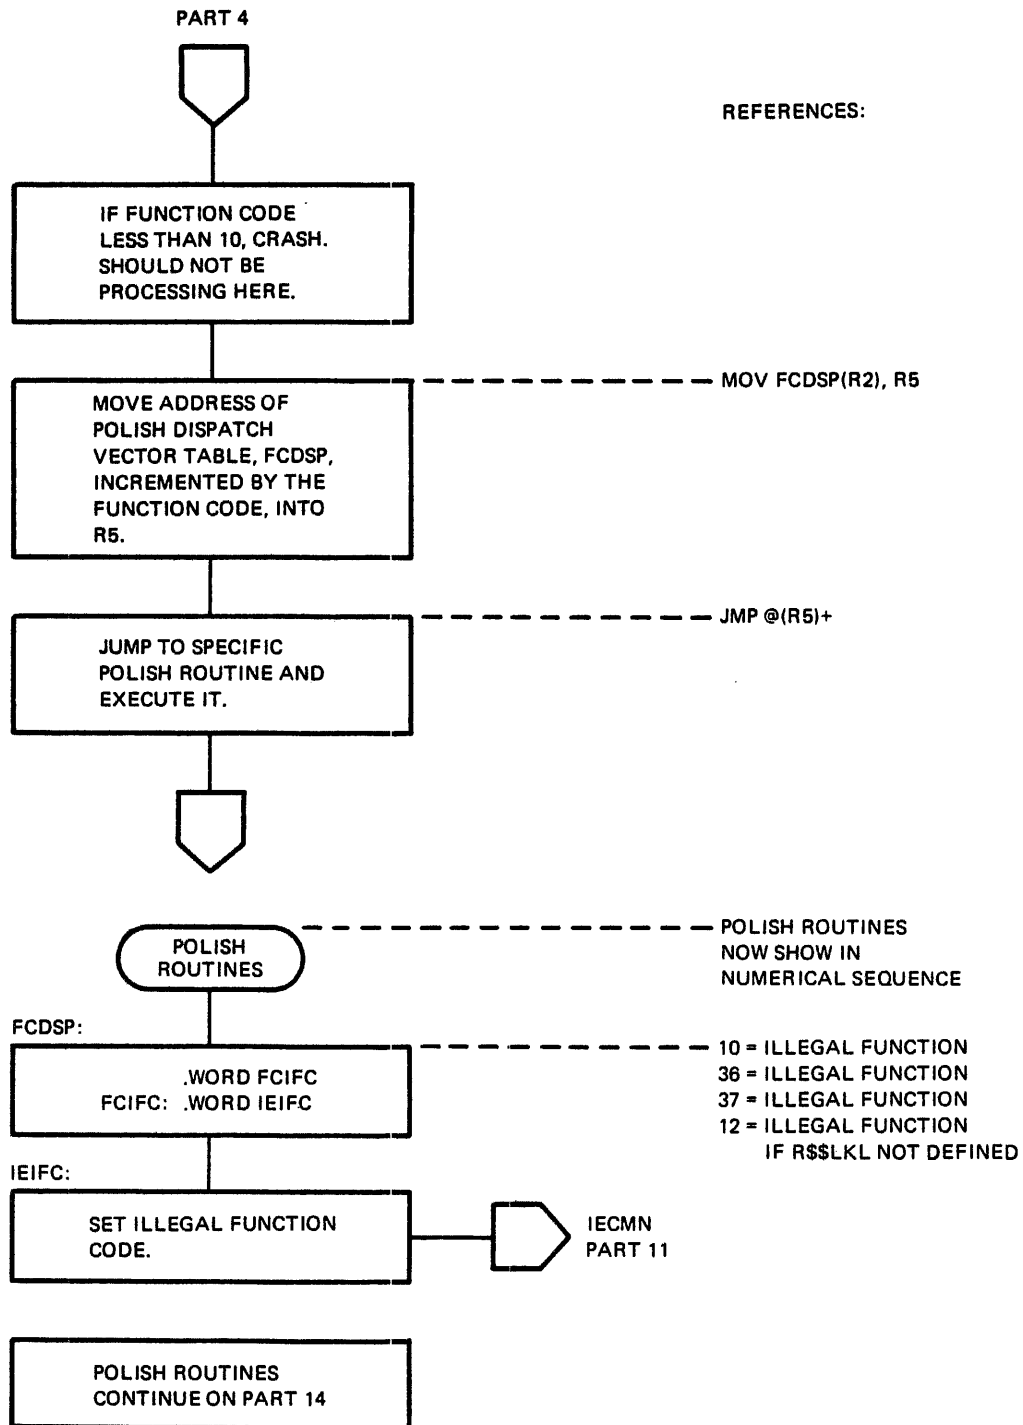 PART 4
REFERENCES:
IF FUNCTION CODE
LESS THAN 10, CRASH.
SHOULD NOT BE
PROCESSING HERE.
MOVE ADDRESS OF
POLISH DISPATCH
VECTOR TABLE, FCDSP,
INCREMENTED BY THE
FUNCTION CODE, INTO
R5.
MOV FCDSP(R2), R5
JUMP TO SPECIFIC
POLISH ROUTINE AND
EXECUTE IT.
JMP @(R5)+
POLISH
ROUTINES
POLISH ROUTINES
NOW SHOW IN
NUMERICAL SEQUENCE
FCDSP:
.WORD FCIFC
FCIFC: .WORD IEIFC
10 = ILLEGAL FUNCTION
36 = ILLEGAL FUNCTION
37 = ILLEGAL FUNCTION
12 = ILLEGAL FUNCTION
IF R$$LKL NOT DEFINED
IEIFC:
SET ILLEGAL FUNCTION
CODE.
IECMN
PART 11
POLISH ROUTINES
CONTINUE ON PART 14